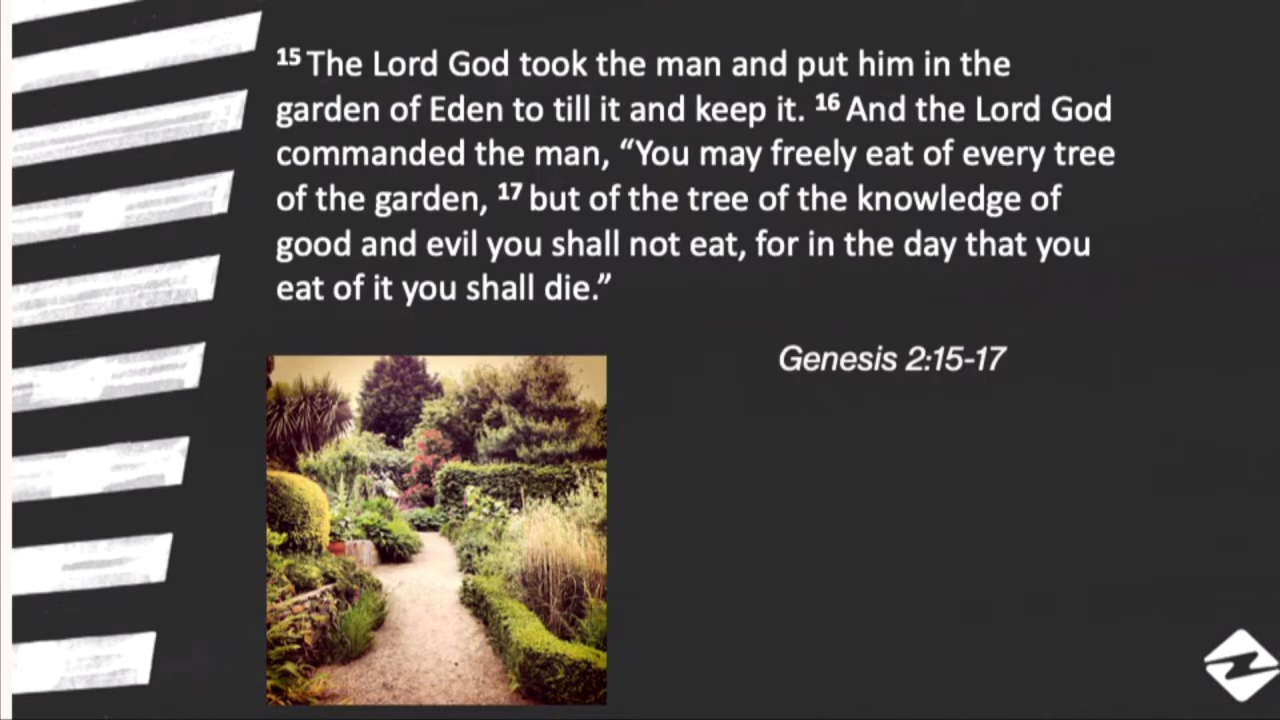 15 The Lord God took the man and put him in the
garden of Eden to till it and keep it. 16 And the Lord God
commanded the man, “You may freely eat of every tree
of the garden, 17 but of the tree of the knowledge of
good and evil you shall not eat, for in the day that you
eat of it you shall die.”
Genesis 2:15-17